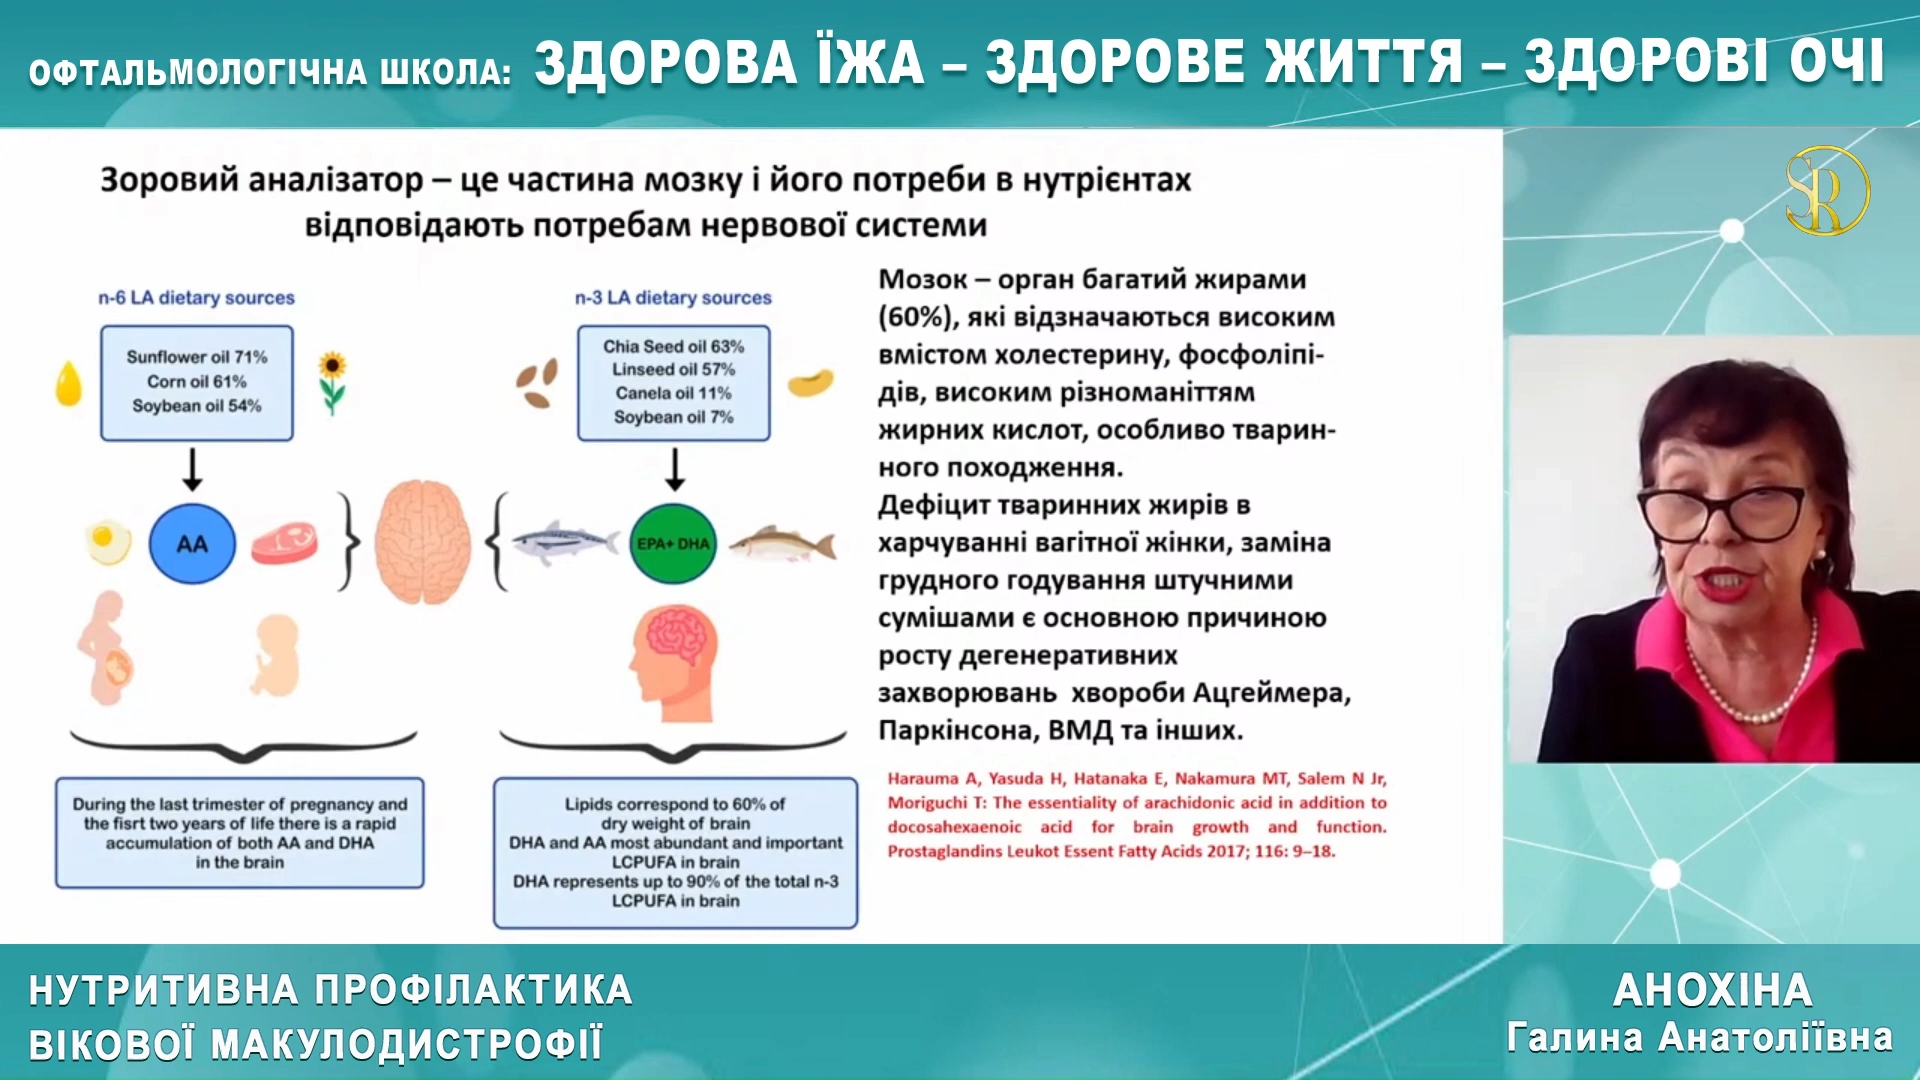 ОФТАЛЬМОЛОГІЧНА ШКОЛА: ЗДОРОВА ЇЖА – ЗДОРОВЕ ЖИТТЯ – ЗДОРОВІ ОЧІ
SR
Зоровий аналізатор – це частина мозку і його потреби в нутрієнтах
відповідають потребам нервової системи
n-6 LA dietary sources
Sunflower oil 71%
Corn oil 61%
Soybean oil 54%
AA
n-3 LA dietary sources
Chia Seed oil 63%
Linseed oil 57%
Canela oil 11%
Soybean oil 7%
EPA+ DHA
During the last trimester of pregnancy and
the fisrt two years of life there is a rapid
accumulation of both AA and DHA
in the brain
Lipids correspond to 60% of
dry weight of brain
DHA and AA most abundant and important
LCPUFA in brain
DHA represents up to 90% of the total n-3
LCPUFA in brain
Мозок – орган багатий жирами
(60%), які відзначаються високим
вмістом холестерину, фосфоліпі-
дів, високим різноманіттям
жирних кислот, особливо тварин-
ного походження.
Дефіцит тваринних жирів в
харчуванні вагітної жінки, заміна
грудного годування штучними
сумішами є основною причиною
росту дегенеративних
захворювань хвороби Ацгеймера,
Паркінсона, ВМД та інших.
Harauma A, Yasuda H, Hatanaka E, Nakamura MT, Salem N Jr,
Moriguchi T: The essentiality of arachidonic acid in addition to
docosahexaenoic acid for brain growth and function.
Prostaglandins Leukot Essent Fatty Acids 2017; 116: 9–18.
НУТРИТИВНА ПРОФІЛАКТИКА
ВІКОВОЇ МАКУЛОДИСТРОФІЇ
АНОХІНА
Галина Анатоліївна